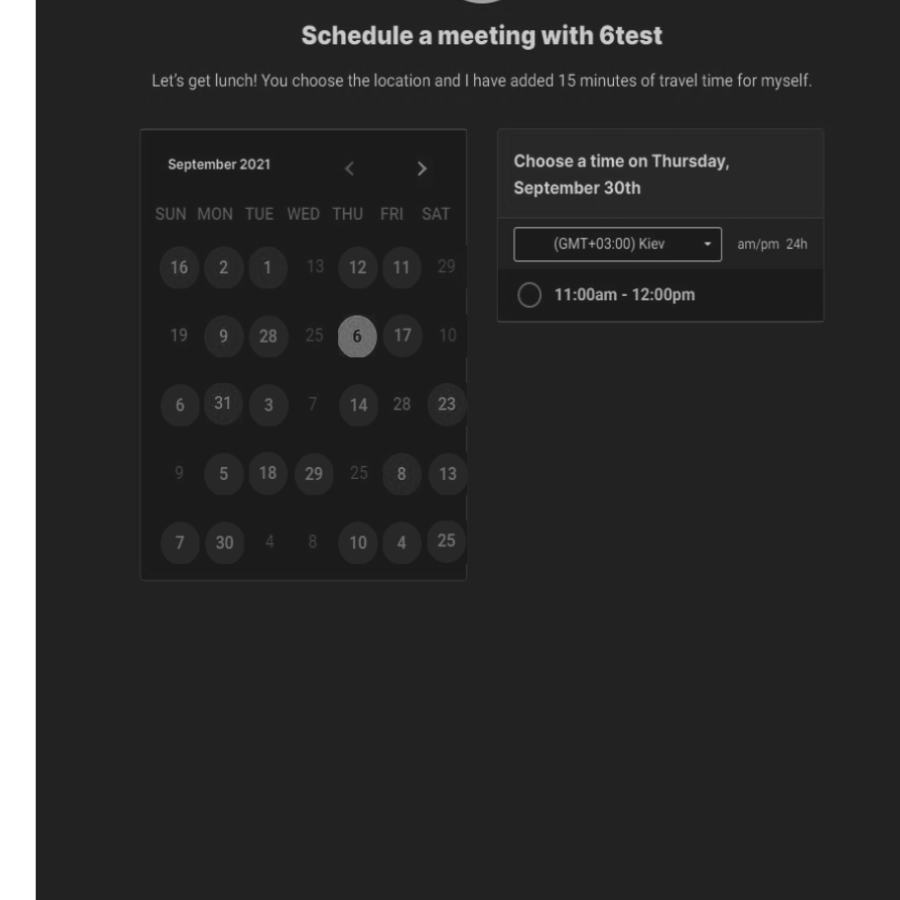 Schedule a meeting with 6test
Let's get lunch! You choose the location and I have added 15 minutes of travel time for myself.
September 2021
SUN MON TUE WED THU FRI SAT
16 2 1 13 12 11 29
19 9 28 25 6 17 10
6 31 3 7 14 28 23
9 5 18 29 25 8 13
7 30 4 8 10 4 25
Choose a time on Thursday,
September 30th
(GMT+03:00) Kiev am/pm 24h
11:00am - 12:00pm